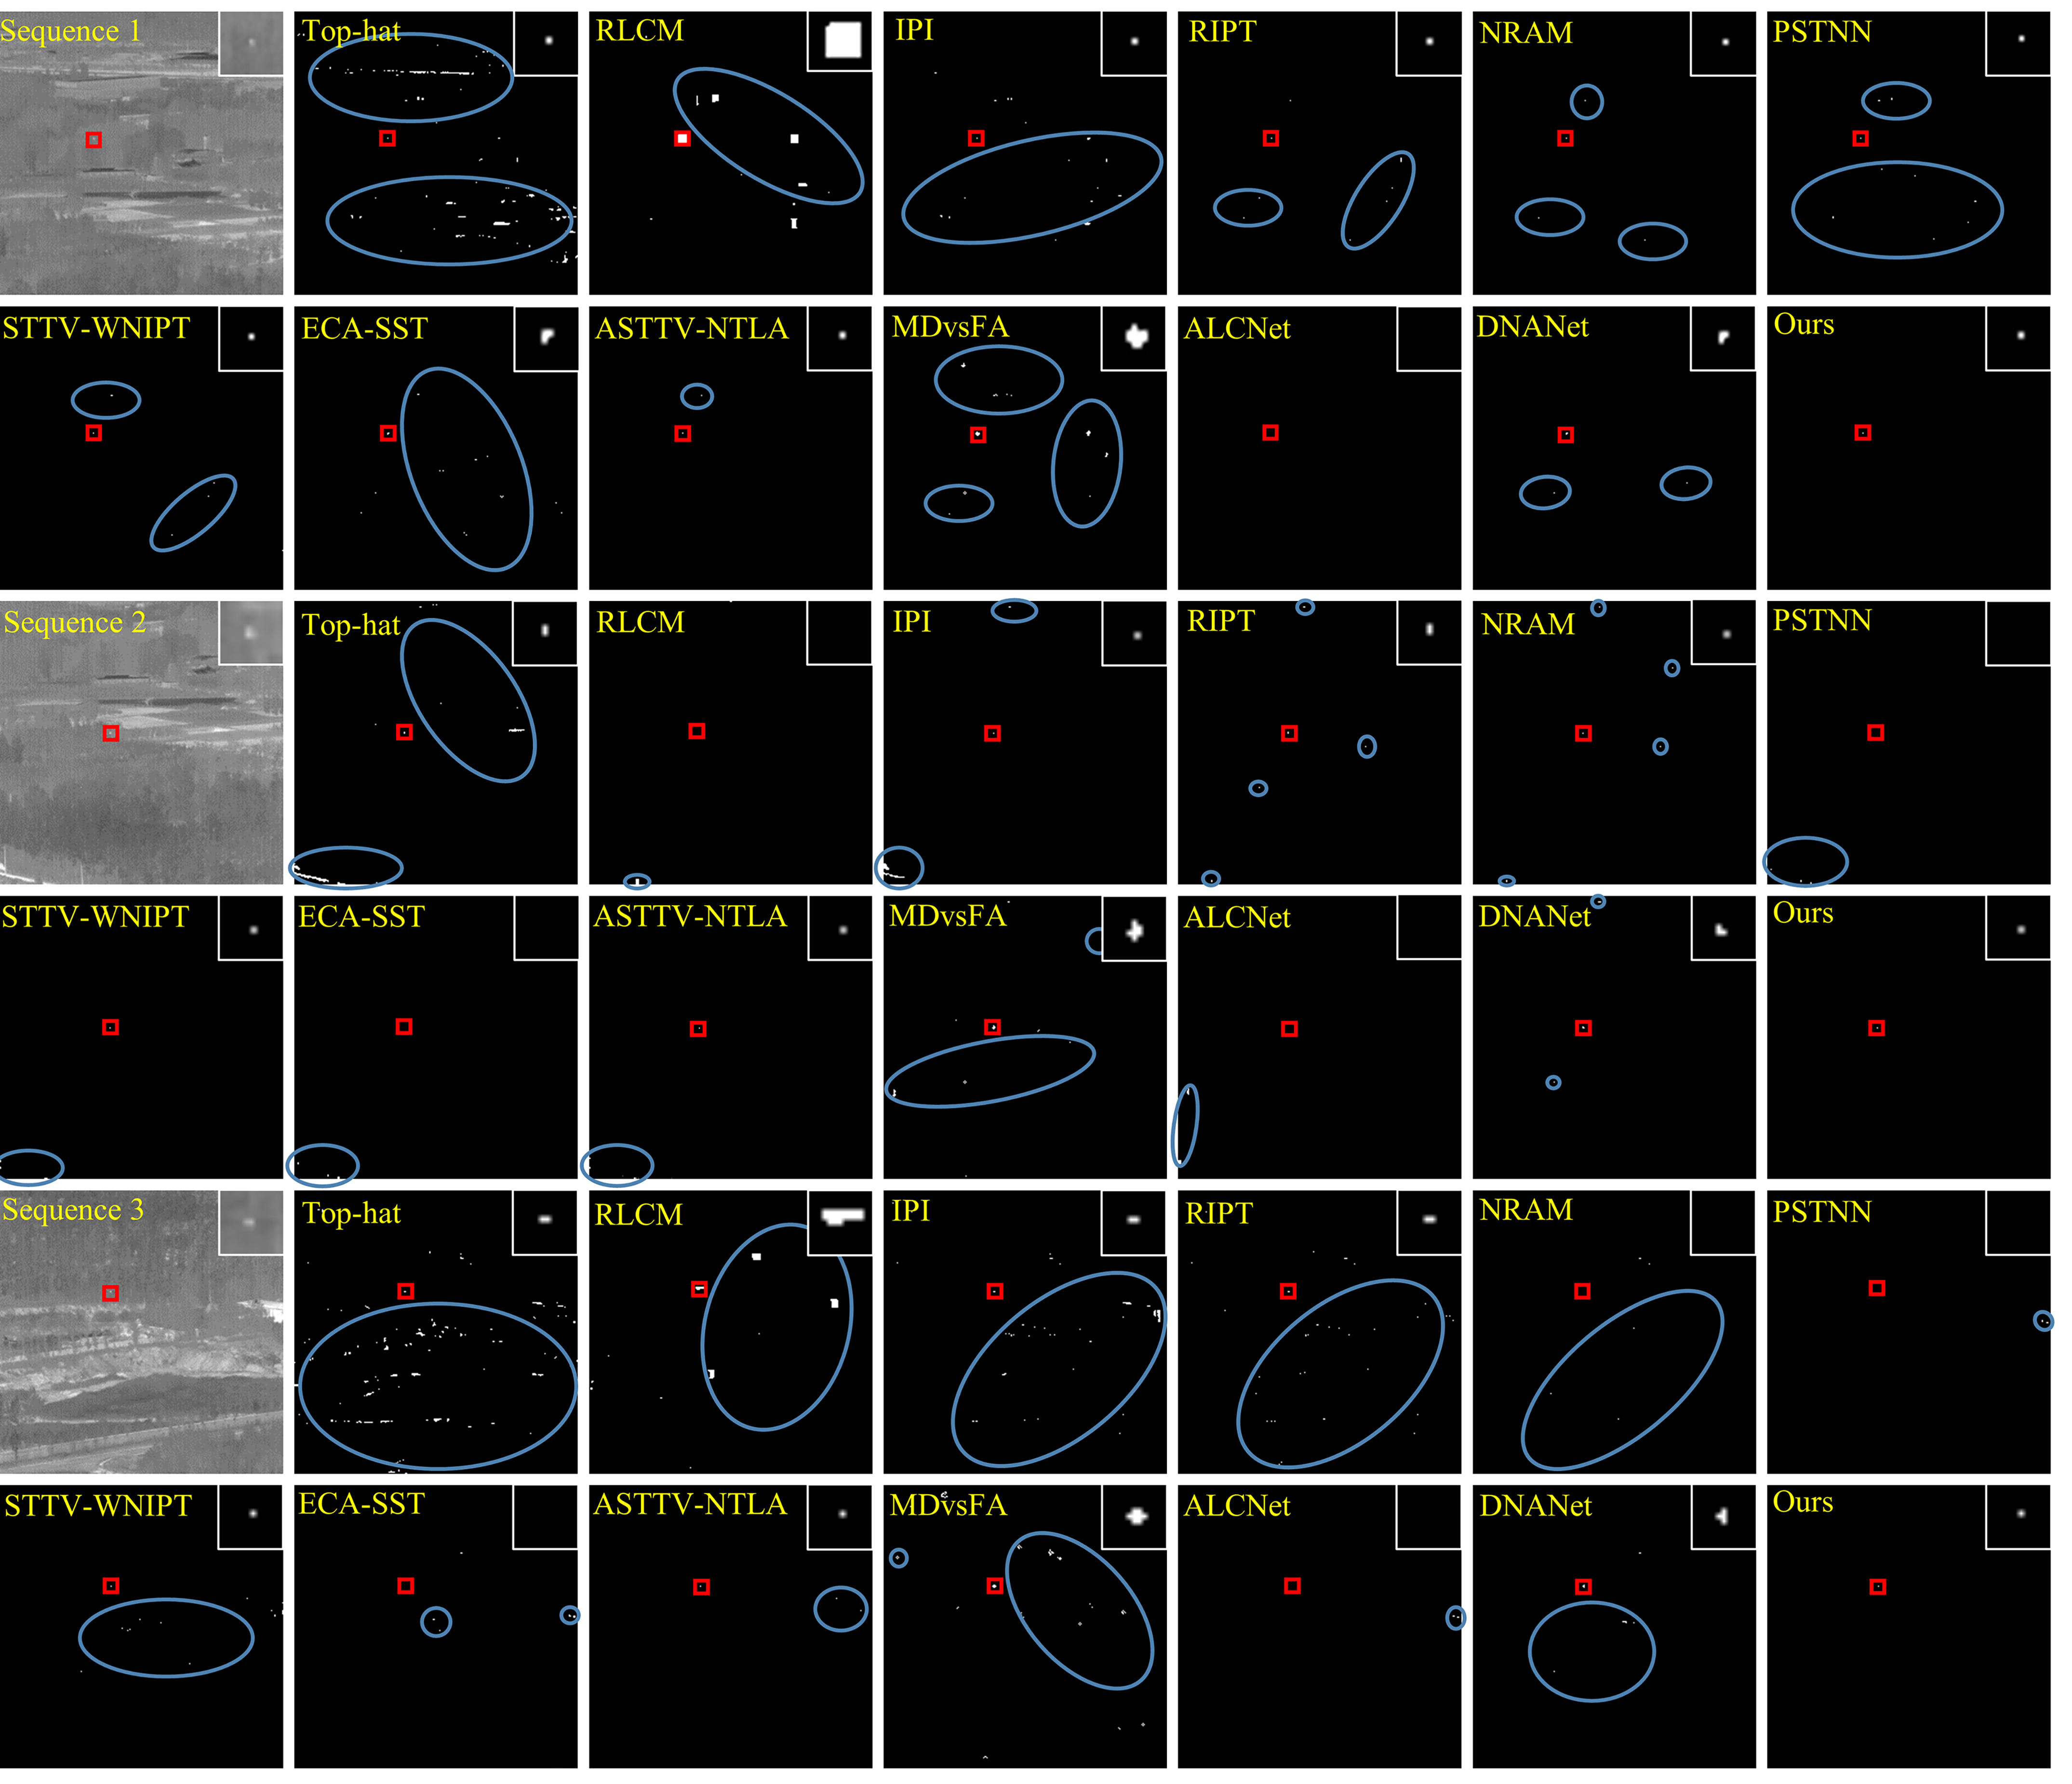 Sequence 1
Top-hat
RLCM
IPI
RIPT
NRAM
PSTNN
STTV-WNIPT
ECA-SST
ASTTV-NTLA
MDvsFA
ALCNet
DNANet
Ours
Sequence 2
Top-hat
RLCM
IPI
RIPT
NRAM
PSTNN
STTV-WNIPT
ECA-SST
ASTTV-NTLA
MDvsFA
ALCNet
DNANet
Ours
Sequence 3
Top-hat
RLCM
IPI
RIPT
NRAM
PSTNN
STTV-WNIPT
ECA-SST
ASTTV-NTLA
MDvsFA
ALCNet
DNANet
Ours